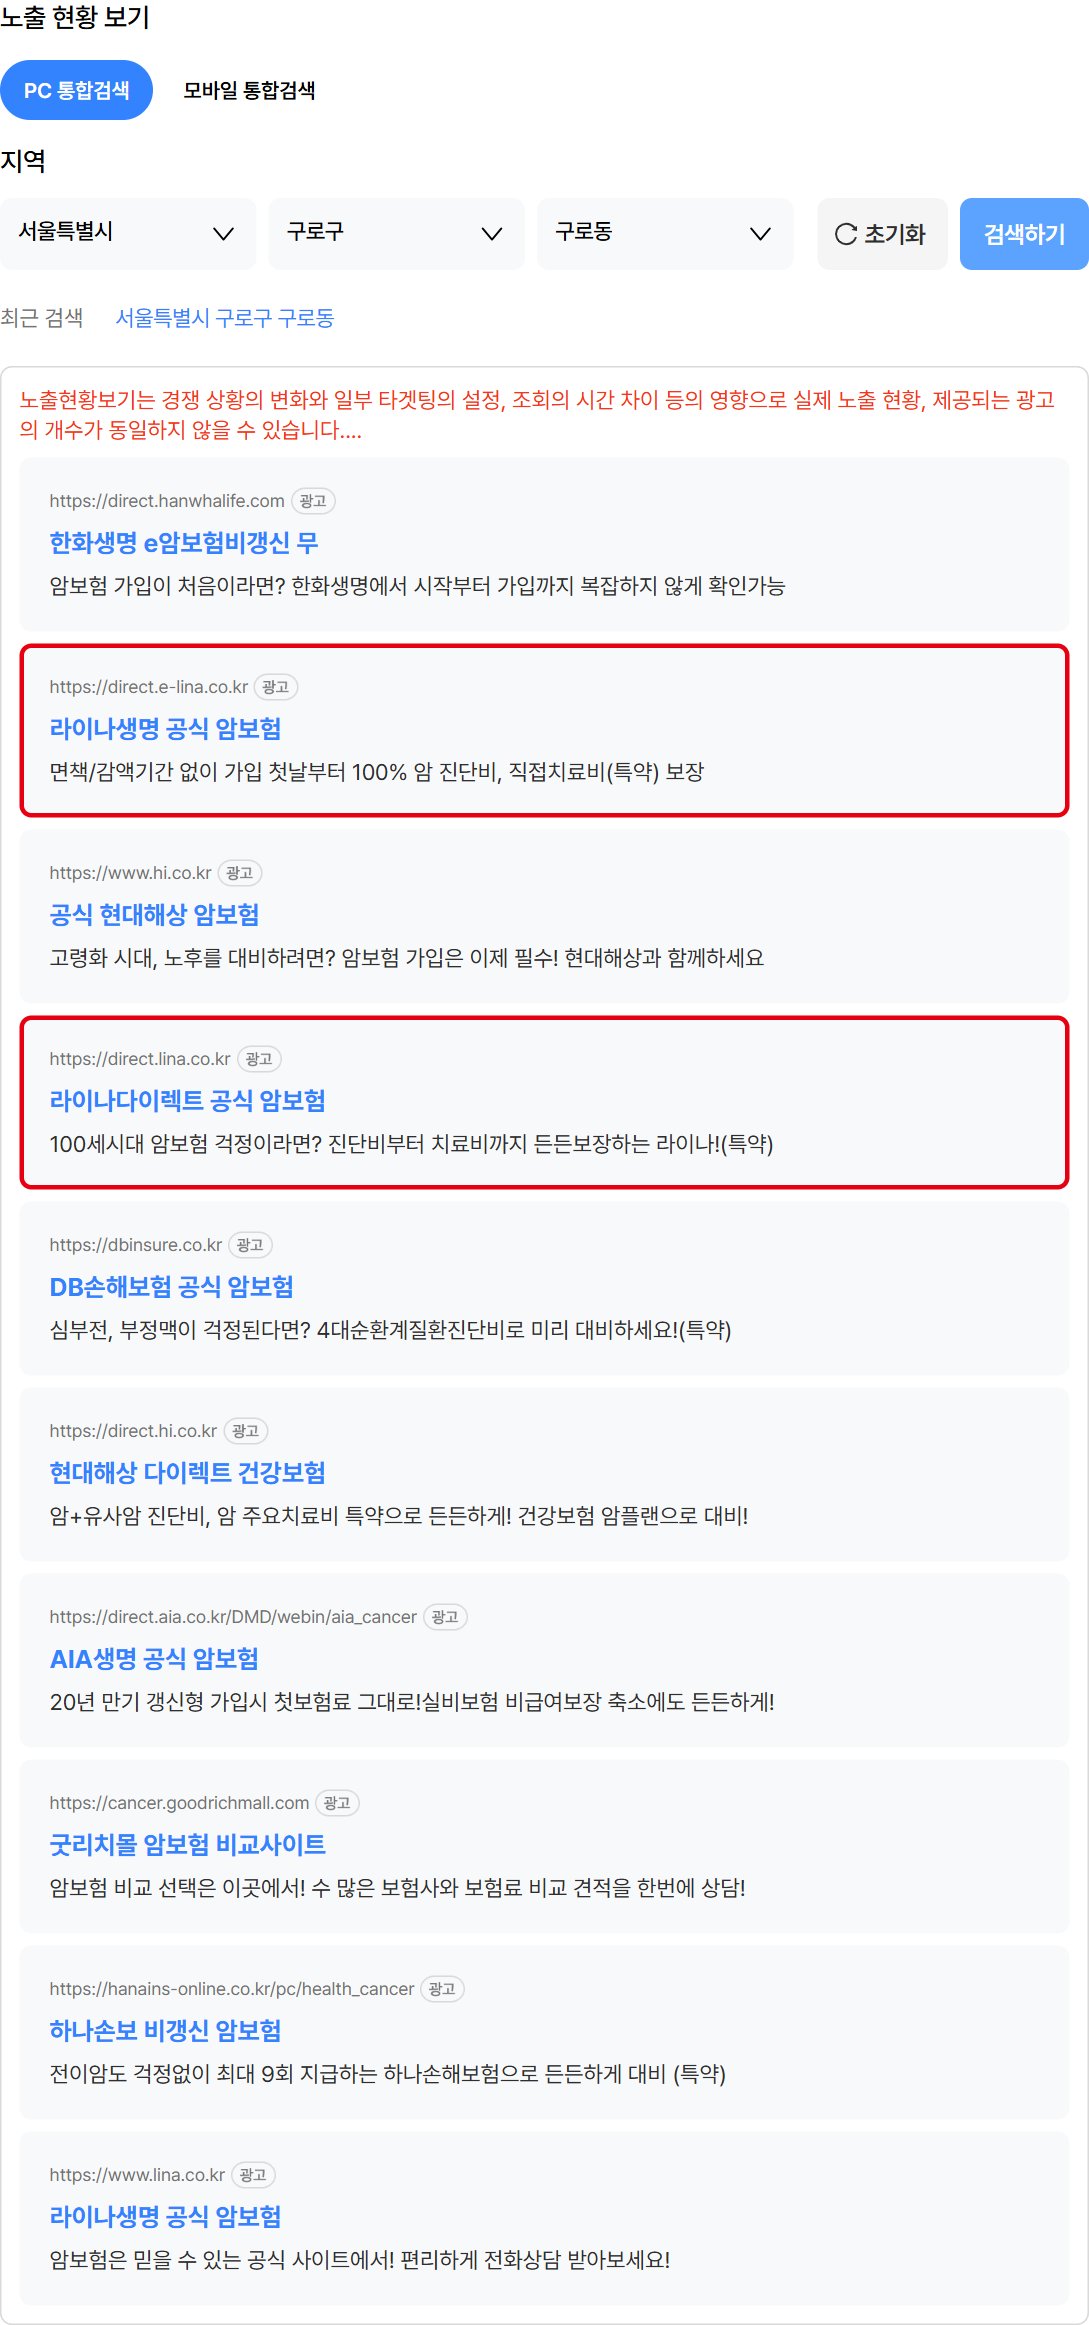 노출 현황 보기
PC 통합검색 모바일 통합검색
지역
서울특별시 구로구 구로동 초기화 검색하기
최근 검색 서울특별시 구로구 구로동
노출현황보기는 경쟁 상황의 변화와 일부 타겟팅의 설정, 조회의 시간 차이 등의 영향으로 실제 노출 현황, 제공되는 광고
의 개수가 동일하지 않을 수 있습니다....
https://direct.hanwhalife.com 광고
한화생명 e암보험비갱신 무
암보험 가입이 처음이라면? 한화생명에서 시작부터 가입까지 복잡하지 않게 확인가능
https://direct.e-lina.co.kr 광고
라이나생명 공식 암보험
면책/감액기간 없이 가입 첫날부터 100% 암 진단비, 직접치료비(특약) 보장
https://www.hi.co.kr 광고
공식 현대해상 암보험
고령화 시대, 노후를 대비하려면? 암보험 가입은 이제 필수! 현대해상과 함께하세요
https://direct.lina.co.kr 광고
라이나다이렉트 공식 암보험
100세시대 암보험 걱정이라면? 진단비부터 치료비까지 든든보장하는 라이나!(특약)
https://dbinsure.co.kr 광고
DB손해보험 공식 암보험
심부전, 부정맥이 걱정된다면? 4대순환계질환진단비로 미리 대비하세요!(특약)
https://direct.hi.co.kr 광고
현대해상 다이렉트 건강보험
암+유사암 진단비, 암 주요치료비 특약으로 든든하게! 건강보험 암플랜으로 대비!
https://direct.aia.co.kr/DMD/webin/aia_cancer 광고
AIA생명 공식 암보험
20년 만기 갱신형 가입시 첫보험료 그대로!실비보험 비급여보장 축소에도 든든하게!
https://cancer.goodrichmall.com 광고
굿리치몰 암보험 비교사이트
암보험 비교 선택은 이곳에서! 수 많은 보험사와 보험료 비교 견적을 한번에 상담!
https://hanains-online.co.kr/pc/health_cancer 광고
하나손보 비갱신 암보험
전이암도 걱정없이 최대 9회 지급하는 하나손해보험으로 든든하게 대비 (특약)
https://www.lina.co.kr 광고
라이나생명 공식 암보험
암보험은 믿을 수 있는 공식 사이트에서! 편리하게 전화상담 받아보세요!